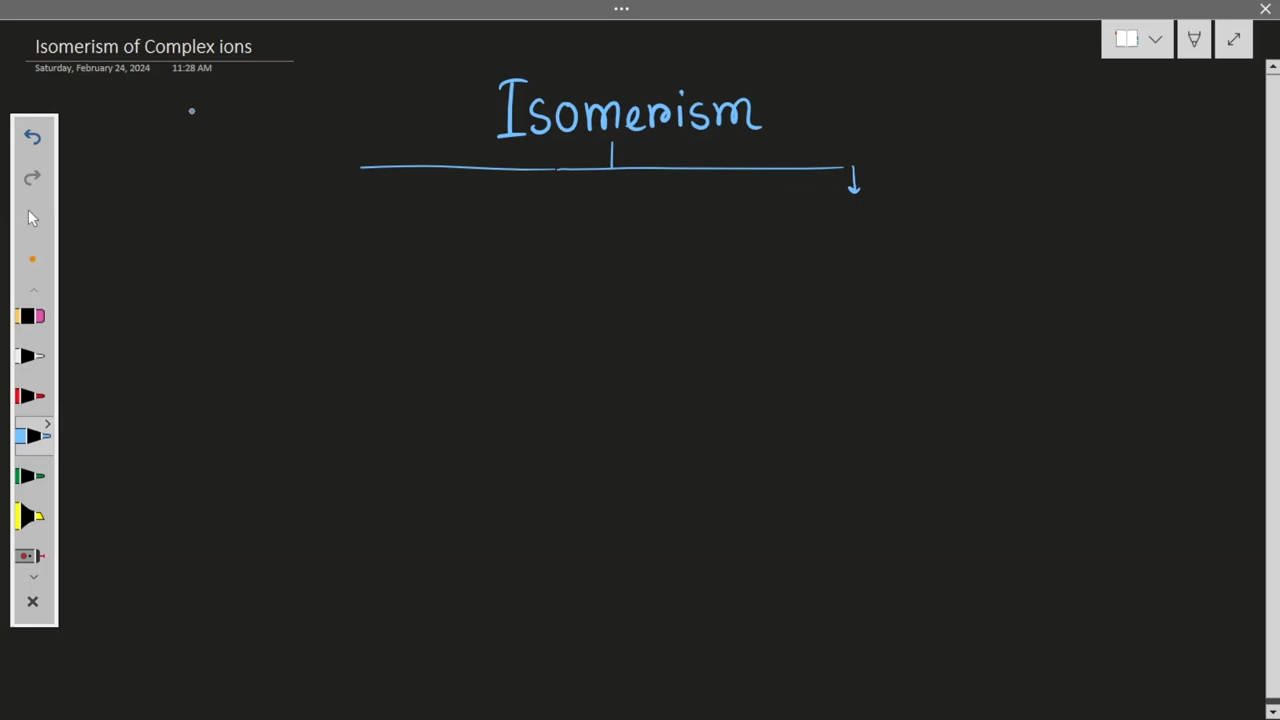 Isomerism of Complex ions
Saturday, February 24, 2024 11:28 AM
Isomerism